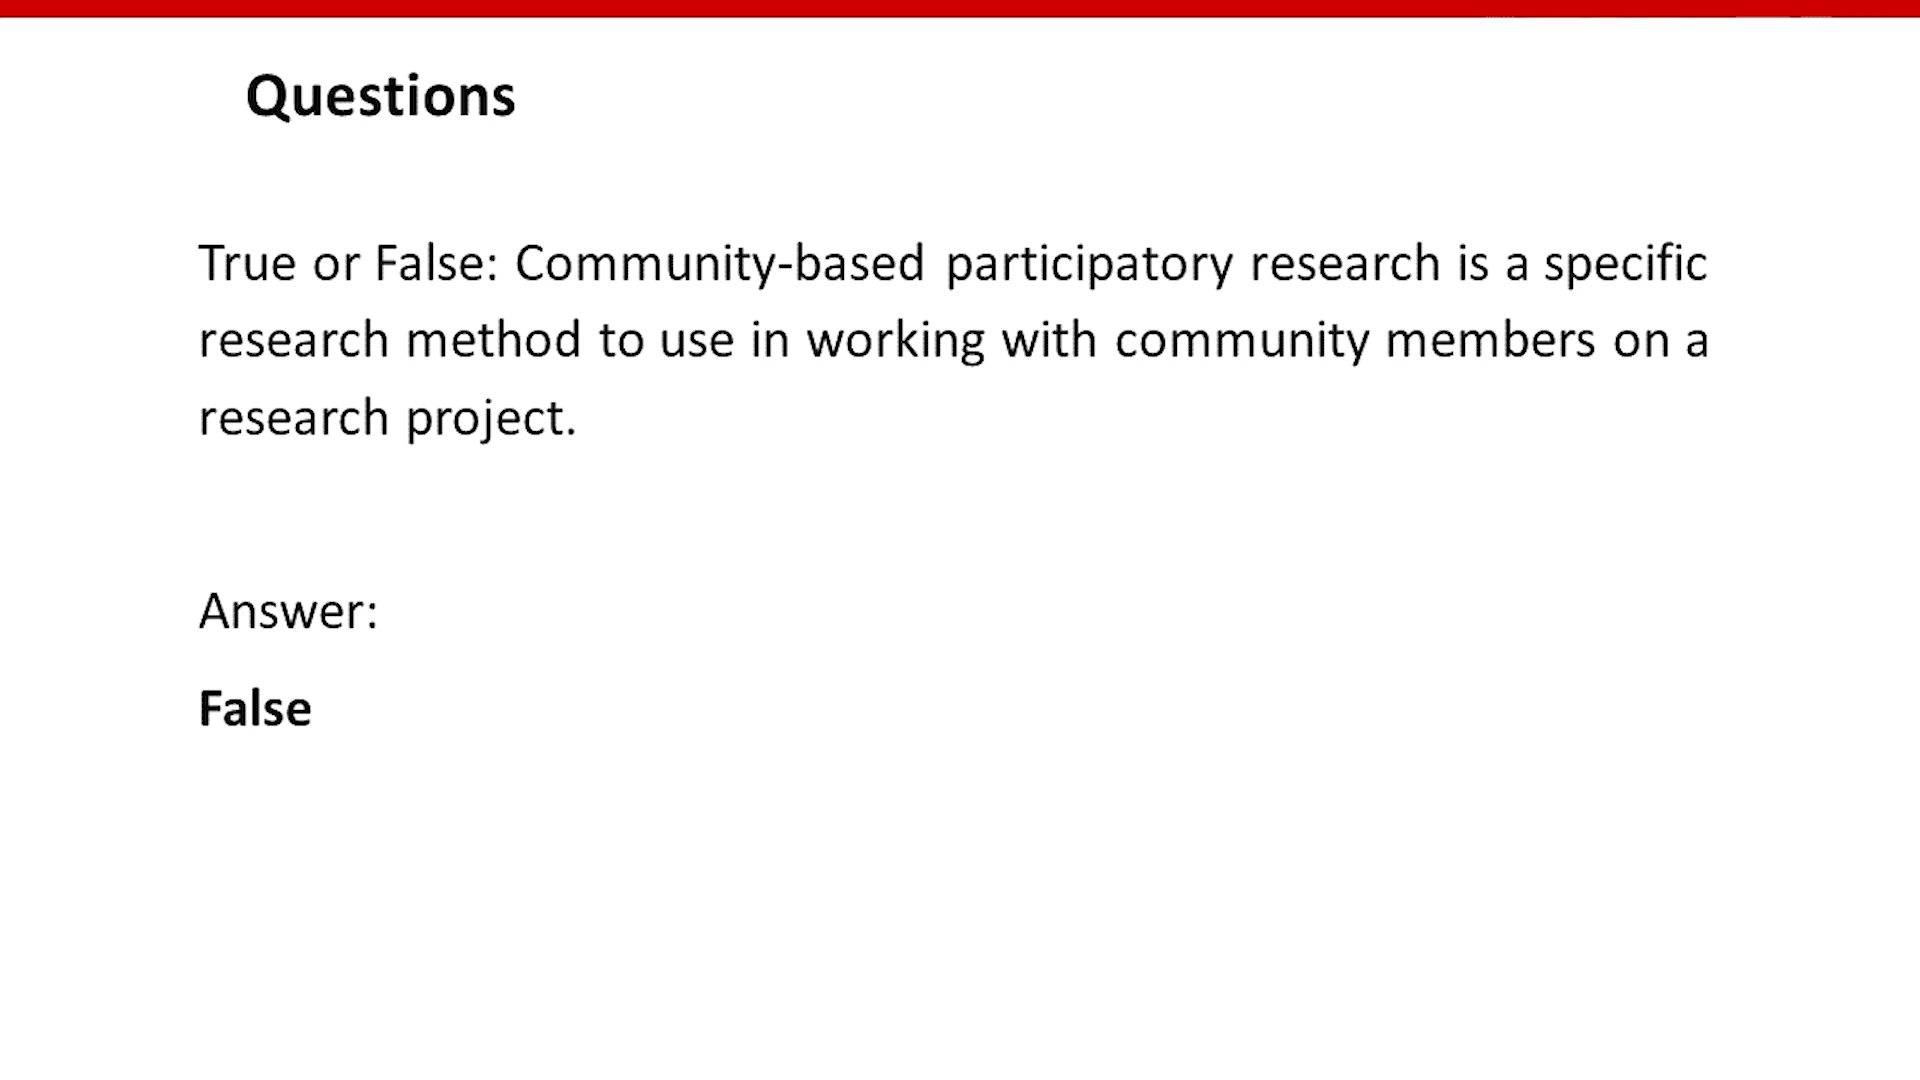 Questions
True or False: Community-based participatory research is a specific
research method to use in working with community members on a
research project.
Answer:
False